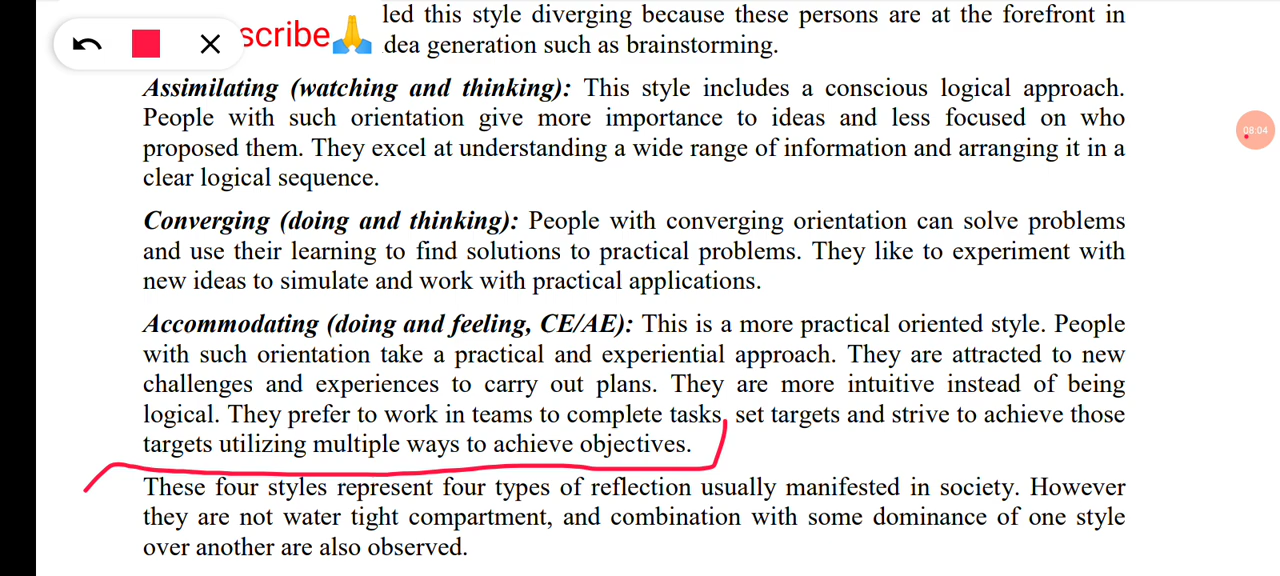 led this style diverging because these persons are at the forefront in
scribe🙏 dea generation such as brainstorming.
Assimilating (watching and thinking): This style includes a conscious logical approach.
People with such orientation give more importance to ideas and less focused on who
proposed them. They excel at understanding a wide range of information and arranging it in a
clear logical sequence.
Converging (doing and thinking): People with converging orientation can solve problems
and use their learning to find solutions to practical problems. They like to experiment with
new ideas to simulate and work with practical applications.
Accommodating (doing and feeling, CE/AE): This is a more practical oriented style. People
with such orientation take a practical and experiential approach. They are attracted to new
challenges and experiences to carry out plans. They are more intuitive instead of being
logical. They prefer to work in teams to complete tasks, set targets and strive to achieve those
targets utilizing multiple ways to achieve objectives.
These four styles represent four types of reflection usually manifested in society. However
they are not water tight compartment, and combination with some dominance of one style
over another are also observed.
08:04